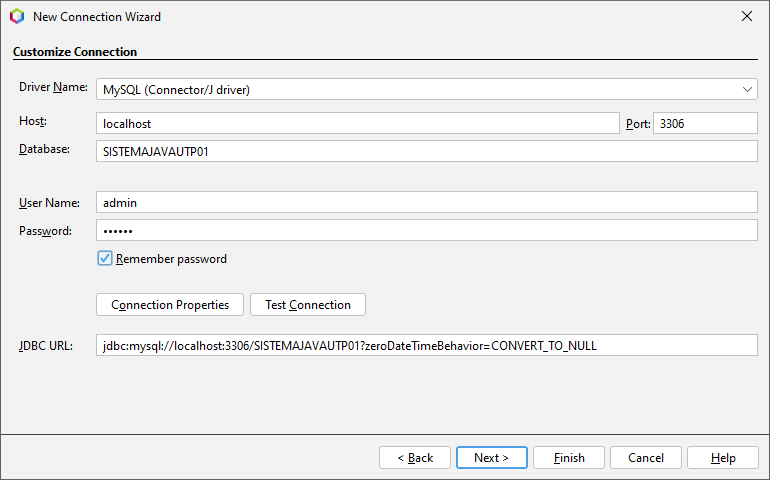 New Connection Wizard
Customize Connection
Driver Name: MySQL (Connector/J driver)
Host: localhost Port: 3306
Database: SISTEMAJAVAUTP01
User Name: admin
Password: ••••••
Remember password
Connection Properties Test Connection
JDBC URL: jdbc:mysql://localhost:3306/SISTEMAJAVAUTP01?zeroDateTimeBehavior=CONVERT_TO_NULL
< Back Next > Finish Cancel Help